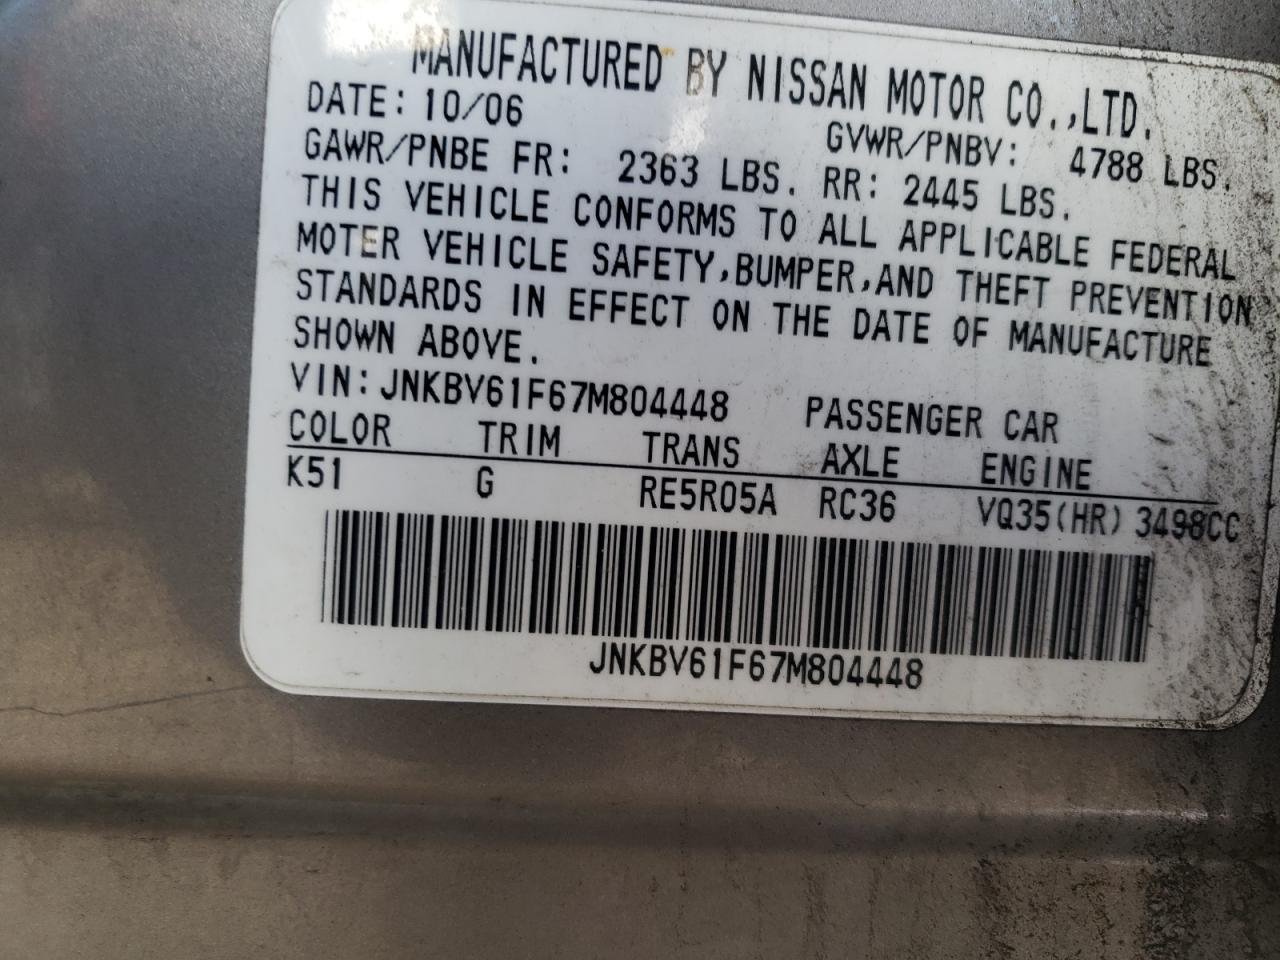 MANUFACTURED BY NISSAN MOTOR CO.,LTD.
DATE: 10/06 GVWR/PNBV: 4788 LBS.
GAWR/PNBE FR: 2363 LBS. RR: 2445 LBS.
THIS VEHICLE CONFORMS TO ALL APPLICABLE FEDERAL
MOTER VEHICLE SAFETY,BUMPER,AND THEFT PREVENTION
STANDARDS IN EFFECT ON THE DATE OF MANUFACTURE
SHOWN ABOVE.
VIN: JNKBV61F67M804448 PASSENGER CAR
COLOR TRIM TRANS AXLE ENGINE
K51 G RE5R05A RC36 VQ35(HR) 3498CC
JNKBV61F67M804448